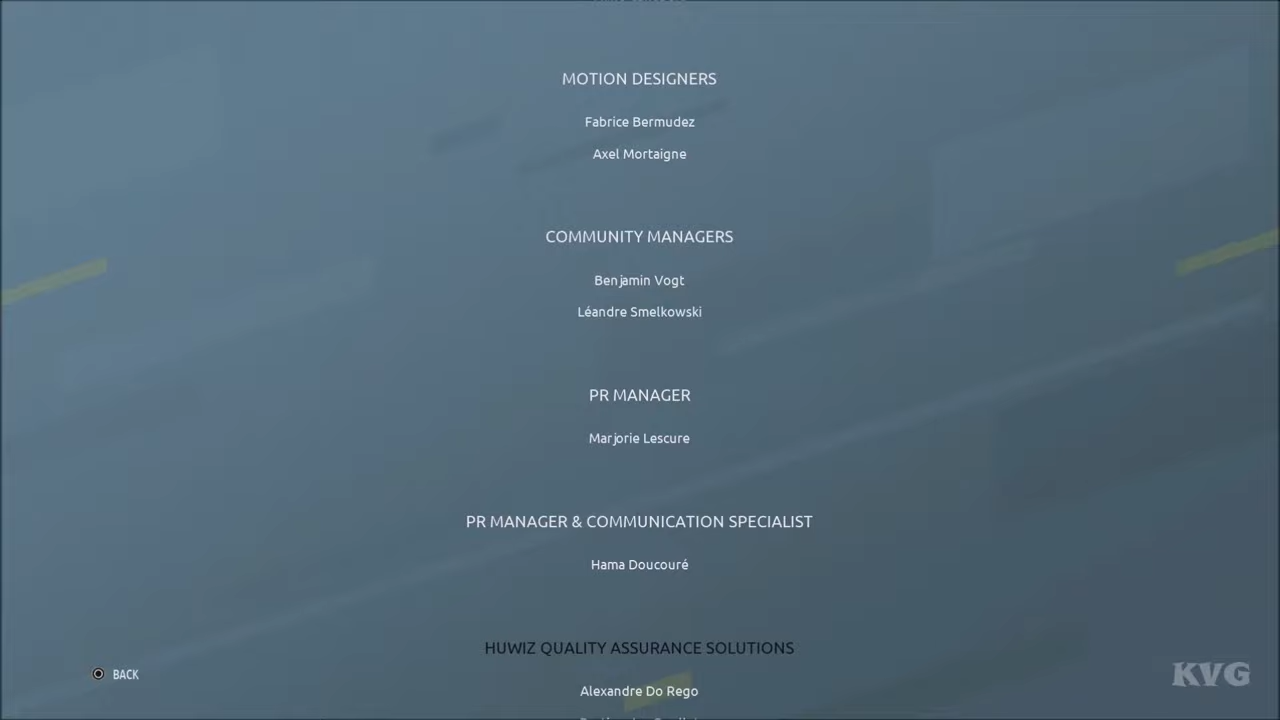 MOTION DESIGNERS
Fabrice Bermudez
Axel Mortaigne
COMMUNITY MANAGERS
Benjamin Vogt
Léandre Smelkowski
PR MANAGER
Marjorie Lescure
PR MANAGER & COMMUNICATION SPECIALIST
Hama Doucouré
HUWIZ QUALITY ASSURANCE SOLUTIONS
BACK
KVG
Alexandre Do Rego